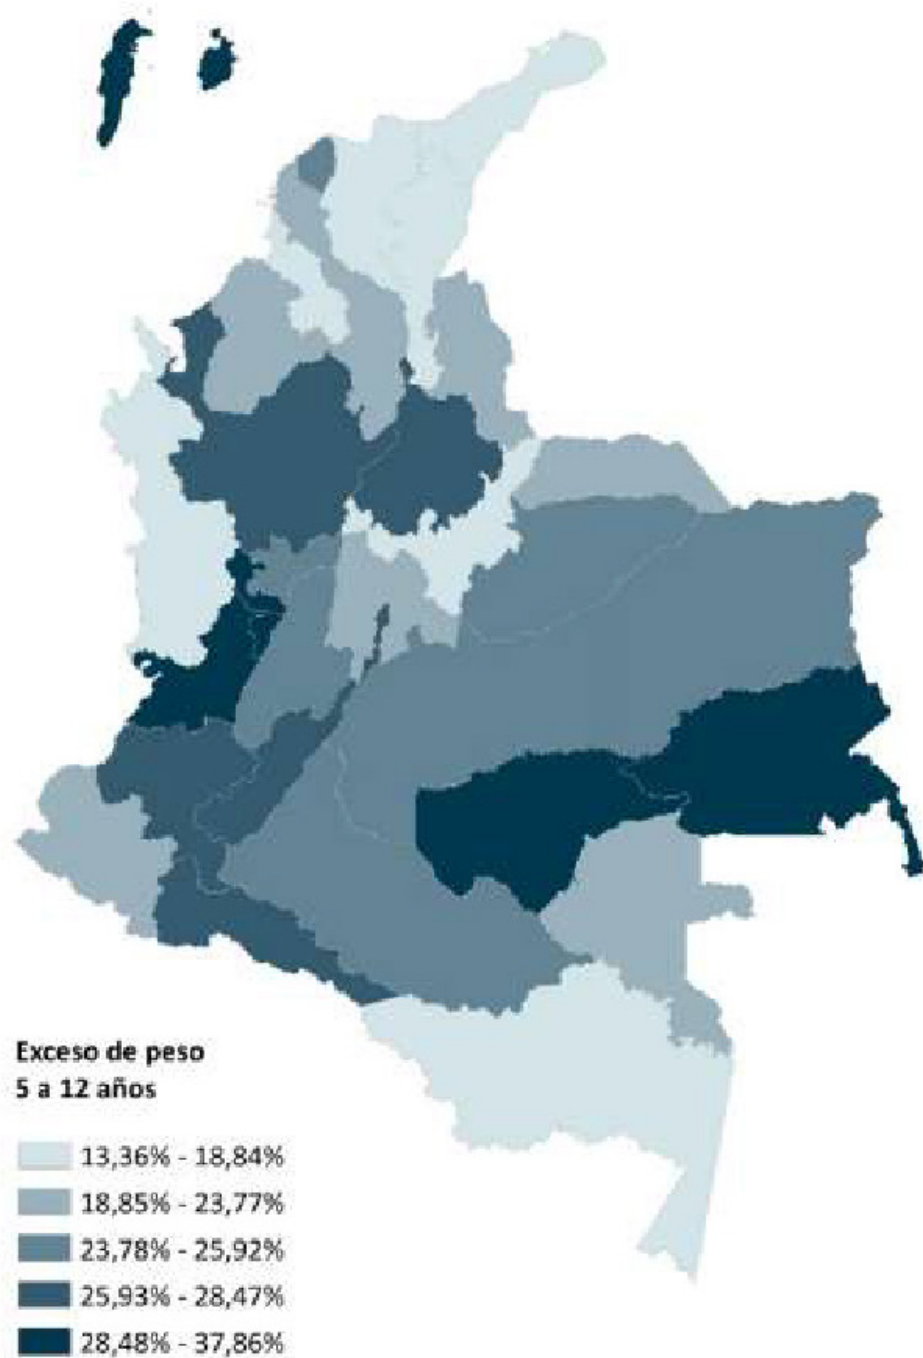 Exceso de peso
5 a 12 años
13,36% - 18,84%
18,85% - 23,77%
23,78% - 25,92%
25,93% - 28,47%
28,48% - 37,86%